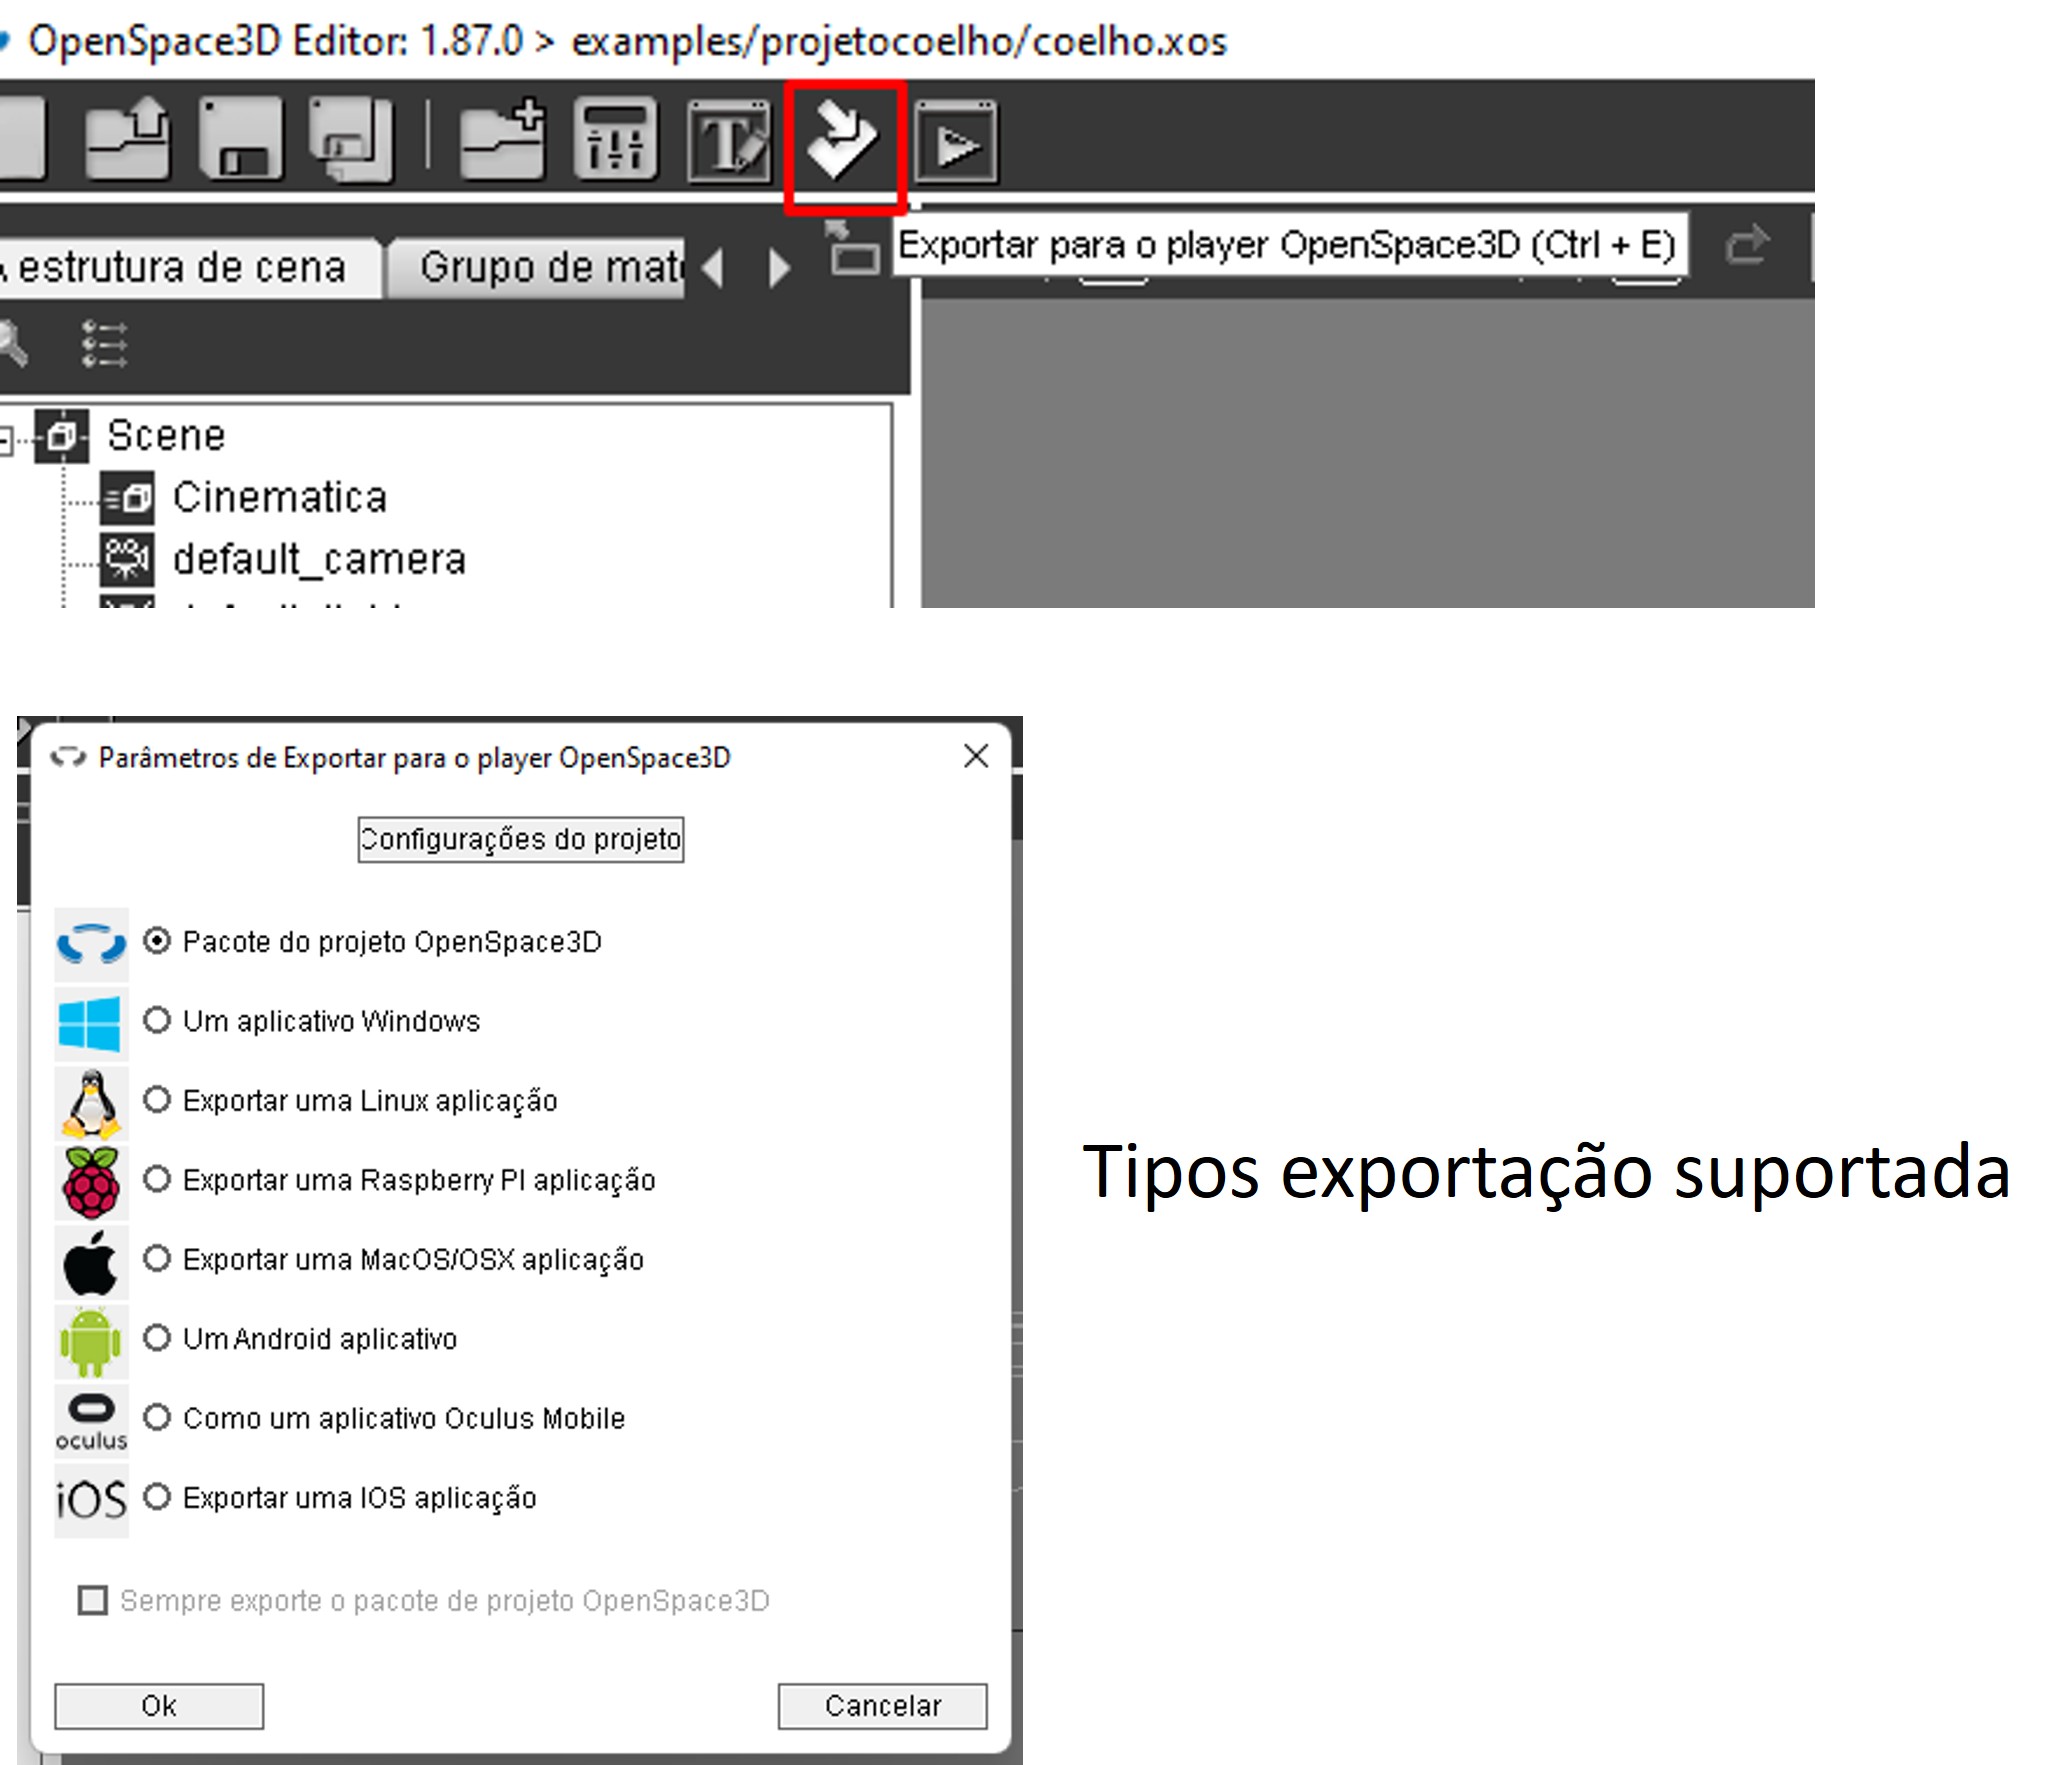 OpenSpace3D Editor: 1.87.0 > examples/projetocoelho/coelho.xos
Exportar para o player OpenSpace3D (Ctrl + E)
estrutura de cena
Grupo de mat
Scene
Cinematica
default_camera
Parâmetros de Exportar para o player OpenSpace3D
Configurações do projeto
Pacote do projeto OpenSpace3D
Um aplicativo Windows
Exportar uma Linux aplicação
Exportar uma Raspberry PI aplicação
Exportar uma MacOS/OSX aplicação
Um Android aplicativo
Como um aplicativo Oculus Mobile
oculus
iOS
Exportar uma IOS aplicação
Sempre exporte o pacote de projeto OpenSpace3D
Ok
Cancelar
Tipos exportação suportada